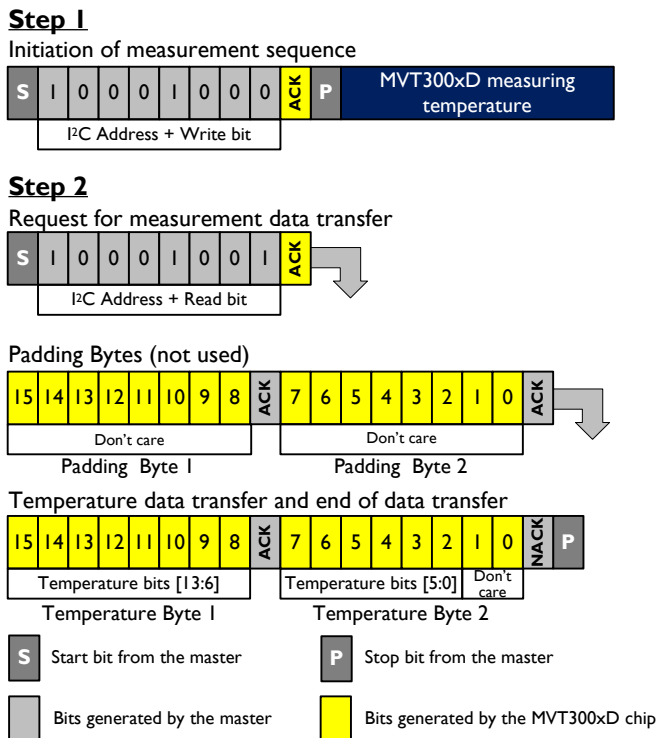 Step 1
Initiation of measurement sequence
S 1 0 0 0 1 0 0 0 ACK P MVT300xD measuring
temperature
I²C Address + Write bit
Step 2
Request for measurement data transfer
S 1 0 0 0 1 0 0 1 ACK
I²C Address + Read bit
Padding Bytes (not used)
15 14 13 12 11 10 9 8 ACK 7 6 5 4 3 2 1 0 ACK
Don't care Don't care
Padding Byte 1 Padding Byte 2
Temperature data transfer and end of data transfer
15 14 13 12 11 10 9 8 ACK 7 6 5 4 3 2 1 0 NACK P
Temperature bits [13:6] Temperature bits [5:0] Don't
care
Temperature Byte 1 Temperature Byte 2
S Start bit from the master P Stop bit from the master
Bits generated by the master Bits generated by the MVT300xD chip